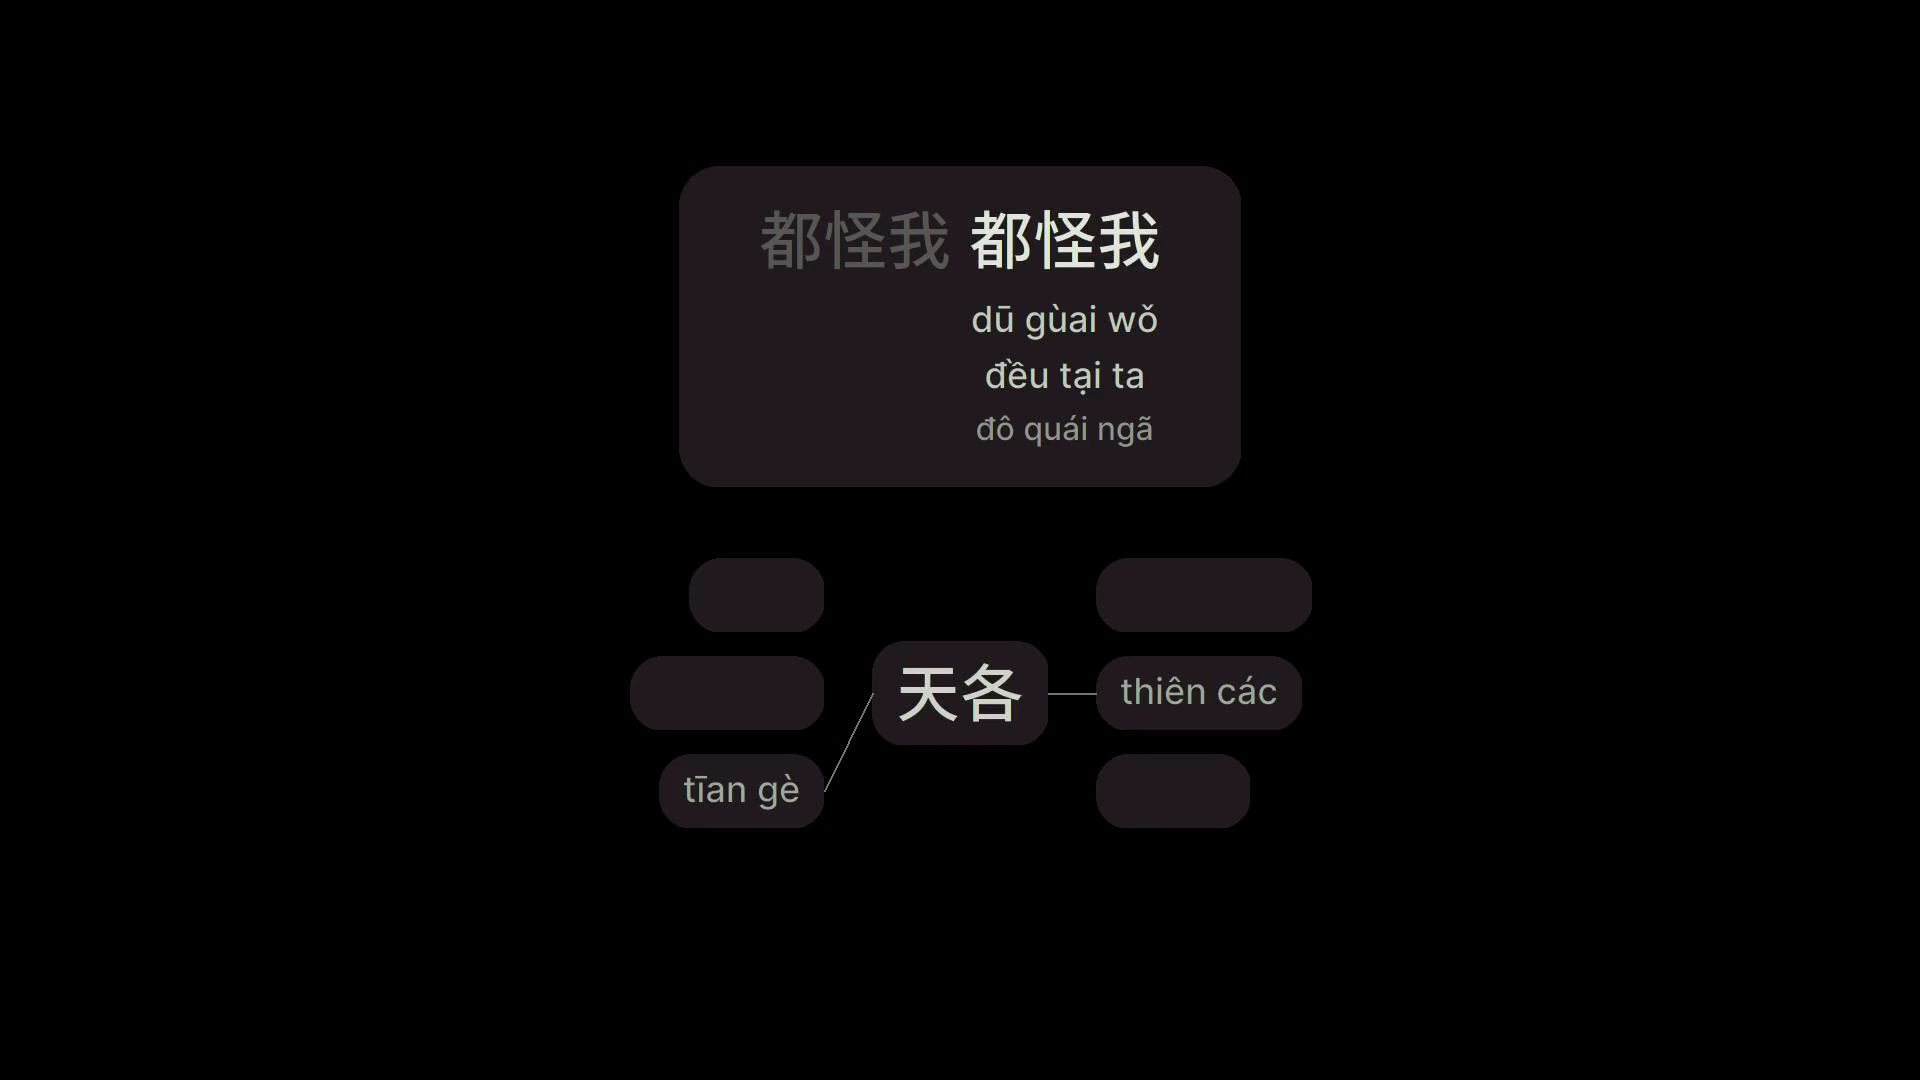 都怪我 都怪我
dū gùai wǒ
đều tại ta
đô quái ngã
天各
thiên các
tīan gè